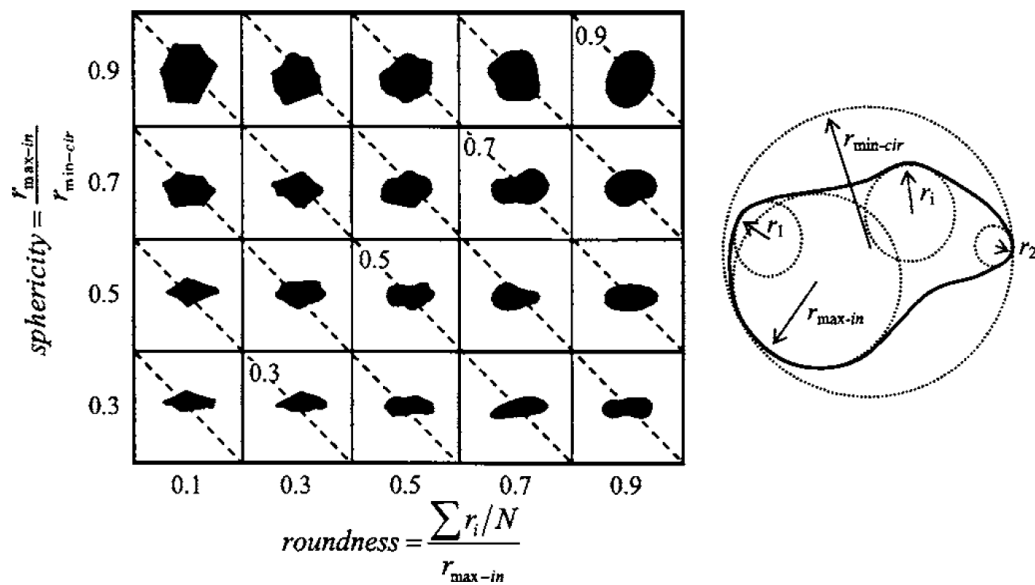 0.9
0.9
0.7
0.7
0.5
0.5
0.3
0.3
sphericity = r_max-in / r_min-cir
0.1 0.3 0.5 0.7 0.9
roundness = ∑ r_i/N / r_max-in
r_min-cir
r_i
r_1
r_2
r_max-in